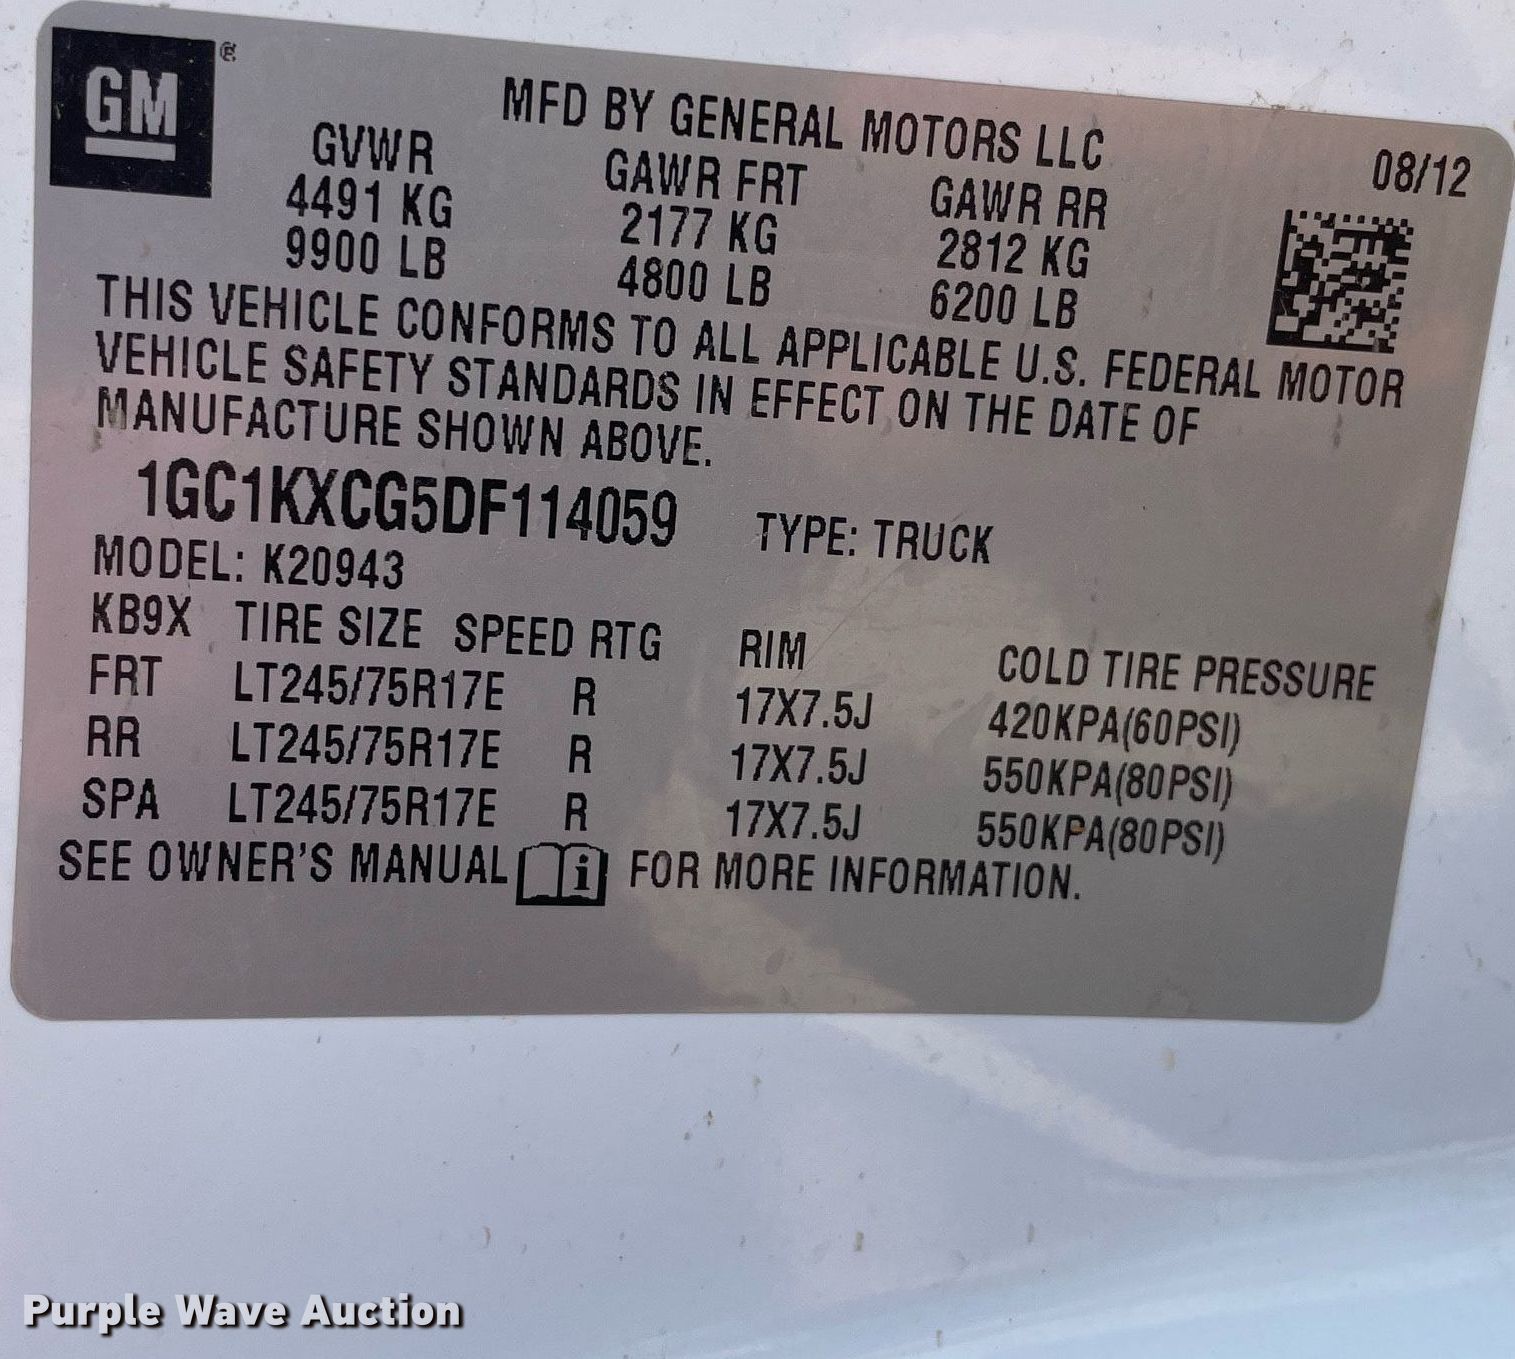 GM ®
MFD BY GENERAL MOTORS LLC
08/12
GVWR GAWR FRT GAWR RR
4491 KG 2177 KG 2812 KG
9900 LB 4800 LB 6200 LB
THIS VEHICLE CONFORMS TO ALL APPLICABLE U.S. FEDERAL MOTOR
VEHICLE SAFETY STANDARDS IN EFFECT ON THE DATE OF
MANUFACTURE SHOWN ABOVE.
1GC1KXCG5DF114059 TYPE: TRUCK
MODEL: K20943
KB9X TIRE SIZE SPEED RTG RIM COLD TIRE PRESSURE
FRT LT245/75R17E R 17X7.5J 420KPA(60PSI)
RR LT245/75R17E R 17X7.5J 550KPA(80PSI)
SPA LT245/75R17E R 17X7.5J 550KPA(80PSI)
SEE OWNER'S MANUAL i FOR MORE INFORMATION.
Purple Wave Auction